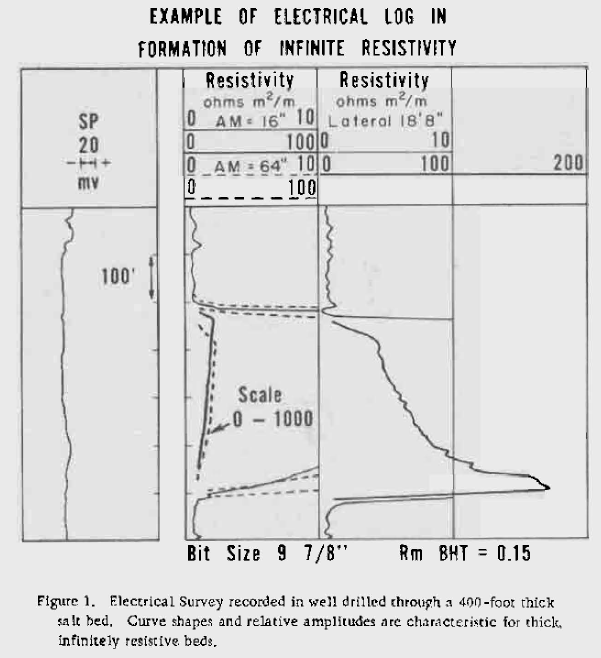 EXAMPLE OF ELECTRICAL LOG IN
FORMATION OF INFINITE RESISTIVITY
SP
20
-|—|+
mv
Resistivity
ohms m²/m
0 AM = 16" 10
0 100
0 AM = 64" 10
0 100
Resistivity
ohms m²/m
Lateral 18'8"
0 10
0 100
200
100'
Scale
0 – 1000
Bit Size 9 7/8" Rm BHT = 0.15
Figure 1. Electrical Survey recorded in well drilled through a 400-foot thick
salt bed. Curve shapes and relative amplitudes are characteristic for thick,
infinitely resistive beds.